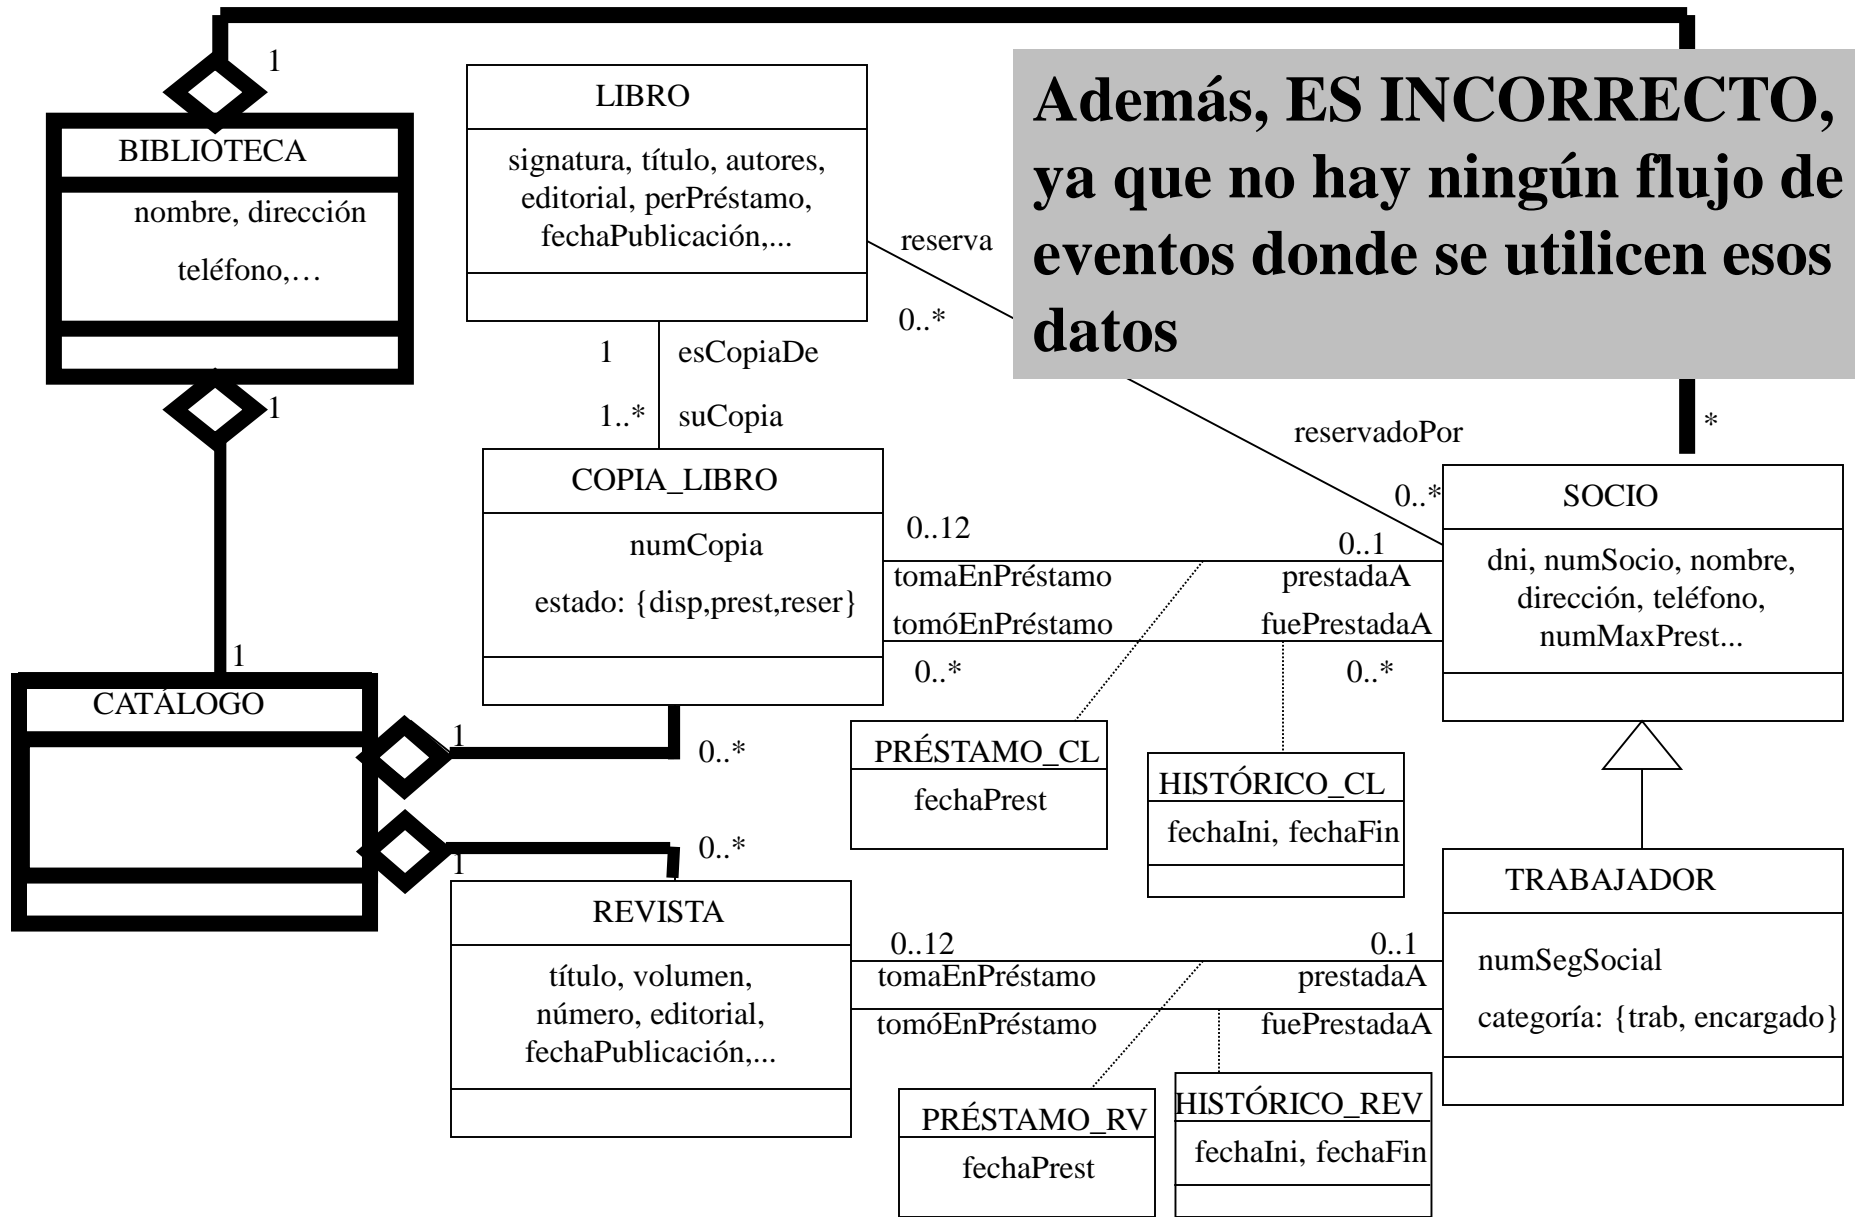 1
LIBRO
signatura, título, autores,
editorial, perPréstamo,
fechaPublicación,...
Además, ES INCORRECTO,
ya que no hay ningún flujo de
eventos donde se utilicen esos
datos
BIBLIOTECA
nombre, dirección
teléfono,...
1
reserva
0..*
1
esCopiaDe
1..*
suCopia
reservadoPor
0..*
*
COPIA_LIBRO
numCopia
estado: {disp,prest,reser}
0..12
0..1
tomaEnPréstamo
prestadaA
tomóEnPréstamo
fuePrestadaA
0..*
0..*
SOCIO
dni, numSocio, nombre,
dirección, teléfono,
numMaxPrest...
1
CATÁLOGO
1
0..*
1
0..*
PRÉSTAMO_CL
fechaPrest
HISTÓRICO_CL
fechaIni, fechaFin
REVISTA
título, volumen,
número, editorial,
fechaPublicación,...
0..12
0..1
tomaEnPréstamo
prestadaA
tomóEnPréstamo
fuePrestadaA
TRABAJADOR
numSegSocial
categoría: {trab, encargado}
PRÉSTAMO_RV
fechaPrest
HISTÓRICO_REV
fechaIni, fechaFin